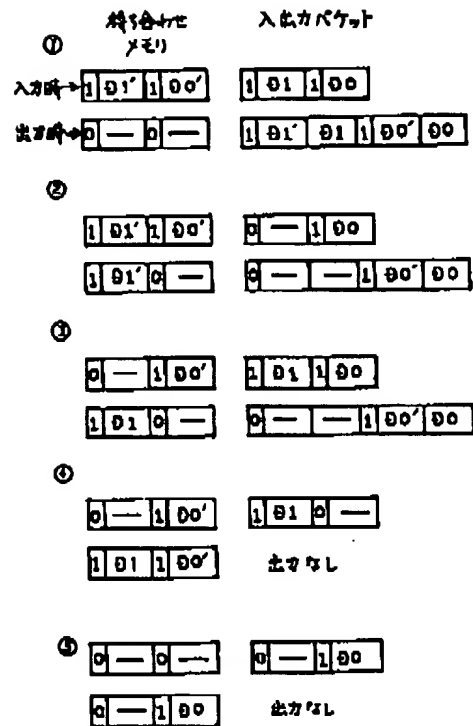 待ち合わせ 入出力パケット
メモリ
①
入力時→ 1 D1' 1 D0' 1 D1 1 D0
出力時→ 0 — 0 — 1 D1' D1 1 D0' D0
②
1 D1' 1 D0' 0 — 1 D0
1 D1' 0 — 0 — — 1 D0' D0
③
0 — 1 D0' 1 D1 1 D0
1 D1 0 — 0 — — 1 D0' D0
④
0 — 1 D0' 1 D1 0 —
1 D1 1 D0' 出力なし
⑤ 0 — 0 — 0 — 1 D0
0 — 1 D0 出力なし